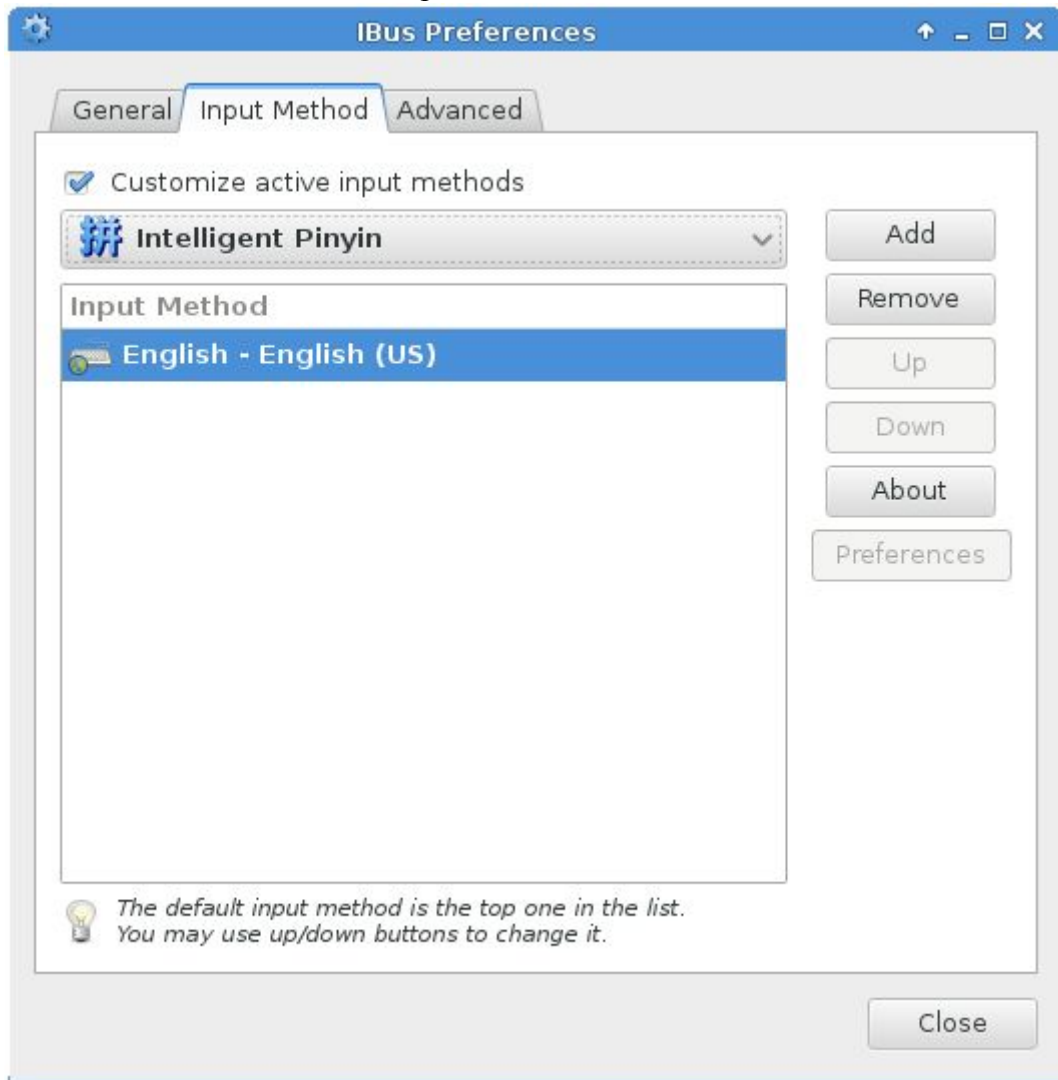 IBus Preferences
General Input Method Advanced
Customize active input methods
拼 Intelligent Pinyin
Add
Input Method
Remove
English - English (US)
Up
Down
About
Preferences
The default input method is the top one in the list.
You may use up/down buttons to change it.
Close